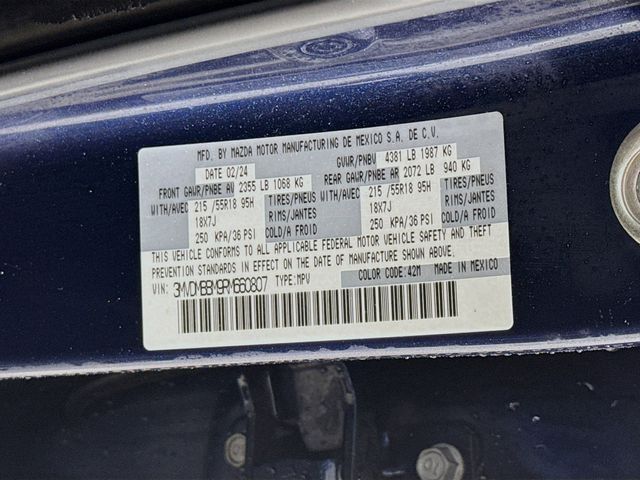 MFD. BY MAZDA MOTOR MANUFACTURING DE MEXICO S.A. DE C.V.
DATE 02/24 GVWR/PNBV 4381 LB 1987 KG
FRONT GAWR/PNBE AV 2355 LB 1068 KG REAR GAWR/PNBE AR 2072 LB 940 KG
WITH/AVEC 215 /55R18 95H TIRES/PNEUS WITH/AVEC 215 /55R18 95H TIRES/PNEUS
18X7J RIMS/JANTES 18X7J RIMS/JANTES
250 KPA/36 PSI COLD/A FROID 250 KPA/36 PSI COLD/A FROID
THIS VEHICLE CONFORMS TO ALL APPLICABLE FEDERAL MOTOR VEHICLE SAFETY AND THEFT
PREVENTION STANDARDS IN EFFECT ON THE DATE OF MANUFACTURE SHOWN ABOVE.
VIN: 3MVDMBBM9RM660807 TYPE:MPV COLOR CODE:42M MADE IN MEXICO